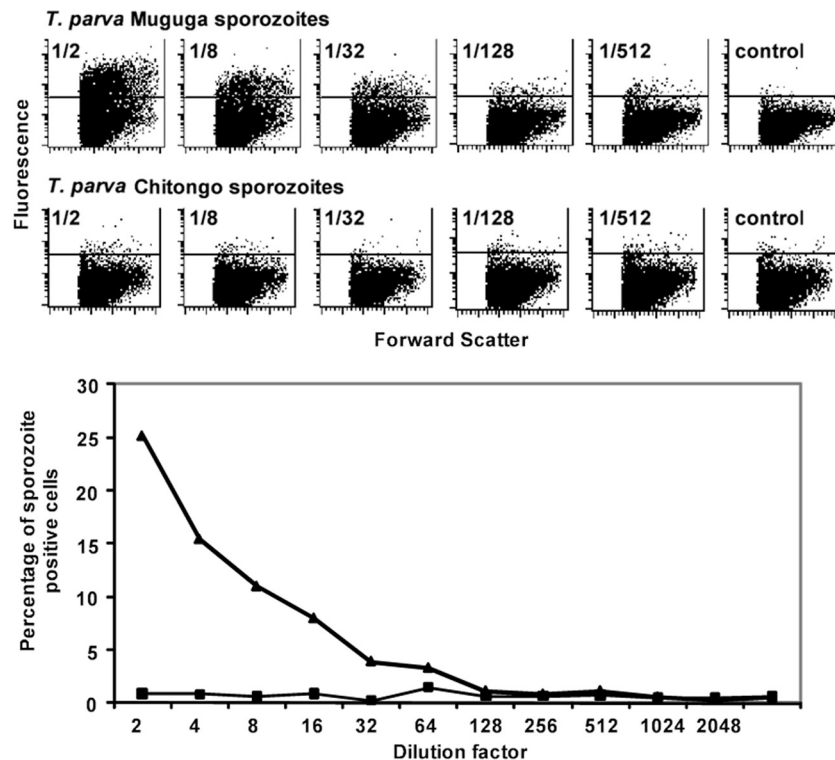 T. parva Muguga sporozoites
1/2 1/8 1/32 1/128 1/512 control
Fluorescence
T. parva Chitongo sporozoites
1/2 1/8 1/32 1/128 1/512 control
Forward Scatter
Percentage of sporozoite
positive cells
30
25
20
15
10
5
0
2 4 8 16 32 64 128 256 512 1024 2048
Dilution factor